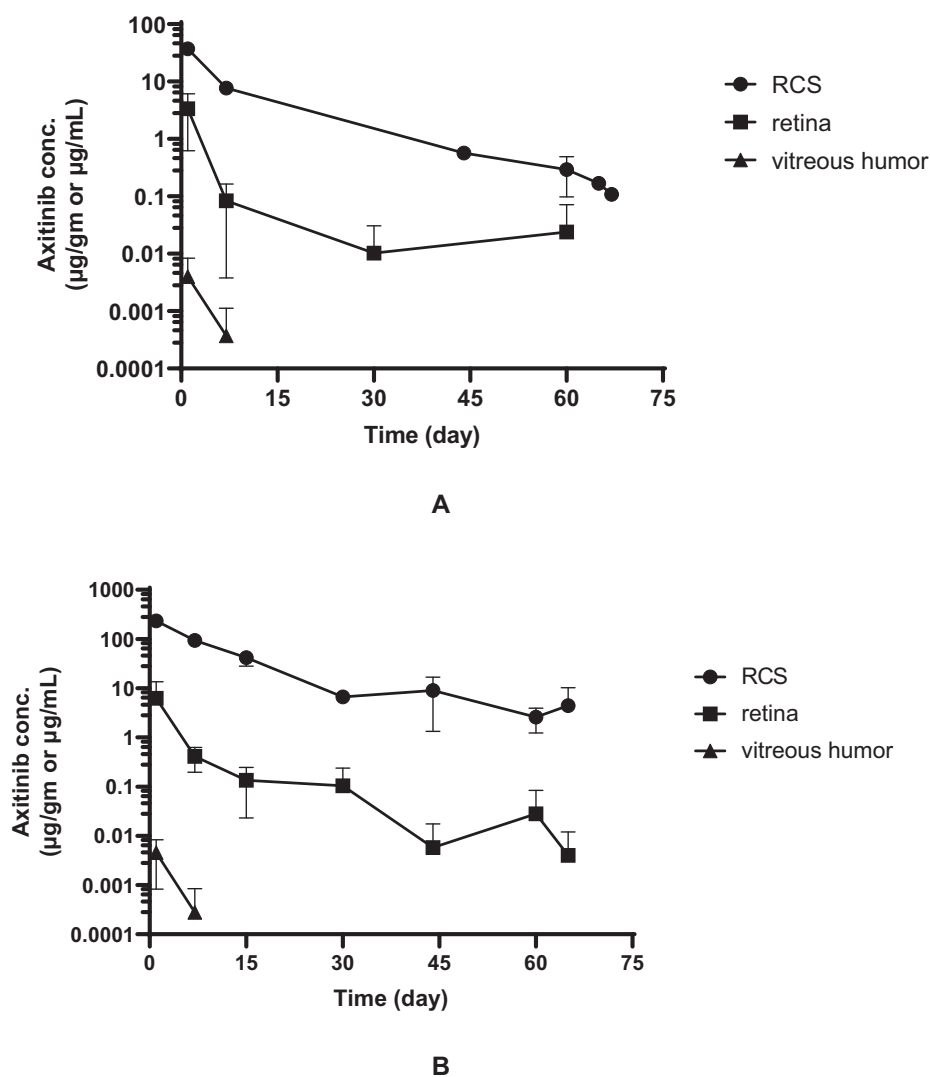 100
10
1
0.1
0.01
0.001
0.0001
Axitinib conc.
(µg/gm or µg/mL)
0 15 30 45 60 75
Time (day)
RCS
retina
vitreous humor
A
1000
100
10
1
0.1
0.01
0.001
0.0001
Axitinib conc.
(µg/gm or µg/mL)
0 15 30 45 60 75
Time (day)
RCS
retina
vitreous humor
B